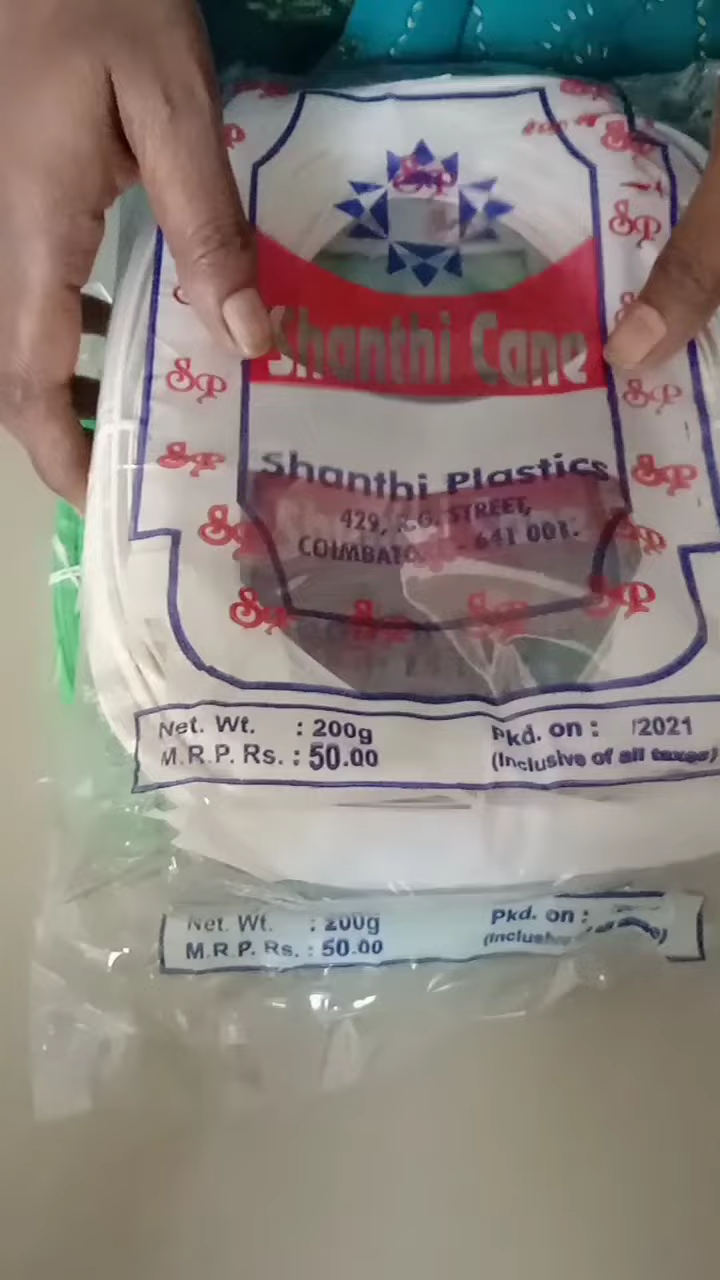 SP
Shanthi Cane
Shanthi Plastics
429, STREET,
COIMBATO - 641 001.
Net. Wt. : 200g Pkd. on : /2021
M.R.P. Rs. : 50.00 (Inclusive of all taxes)
Net. Wt. : 200g Pkd. on :
M.R.P. Rs. : 50.00